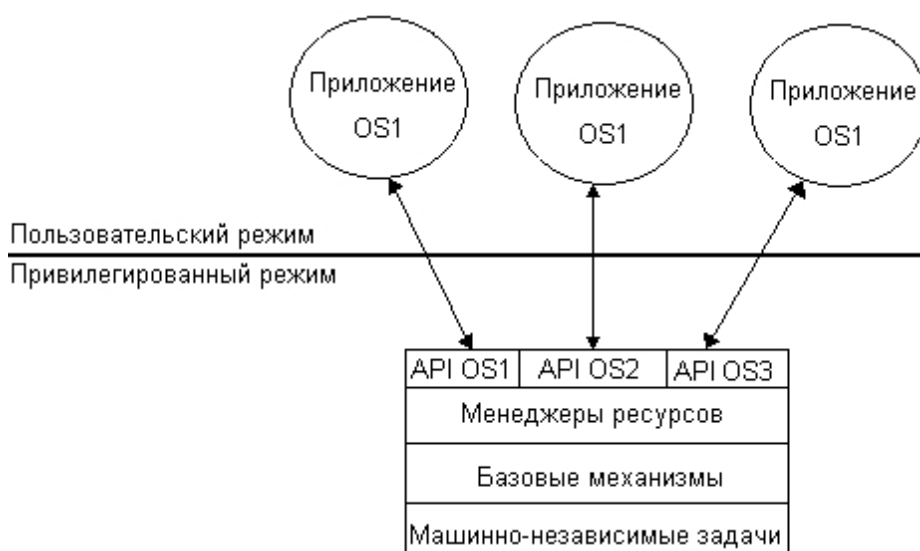 Приложение
OS1
Приложение
OS1
Приложение
OS1
Пользовательский режим
Привилегированный режим
API OS1
API OS2
API OS3
Менеджеры ресурсов
Базовые механизмы
Машинно-независимые задачи